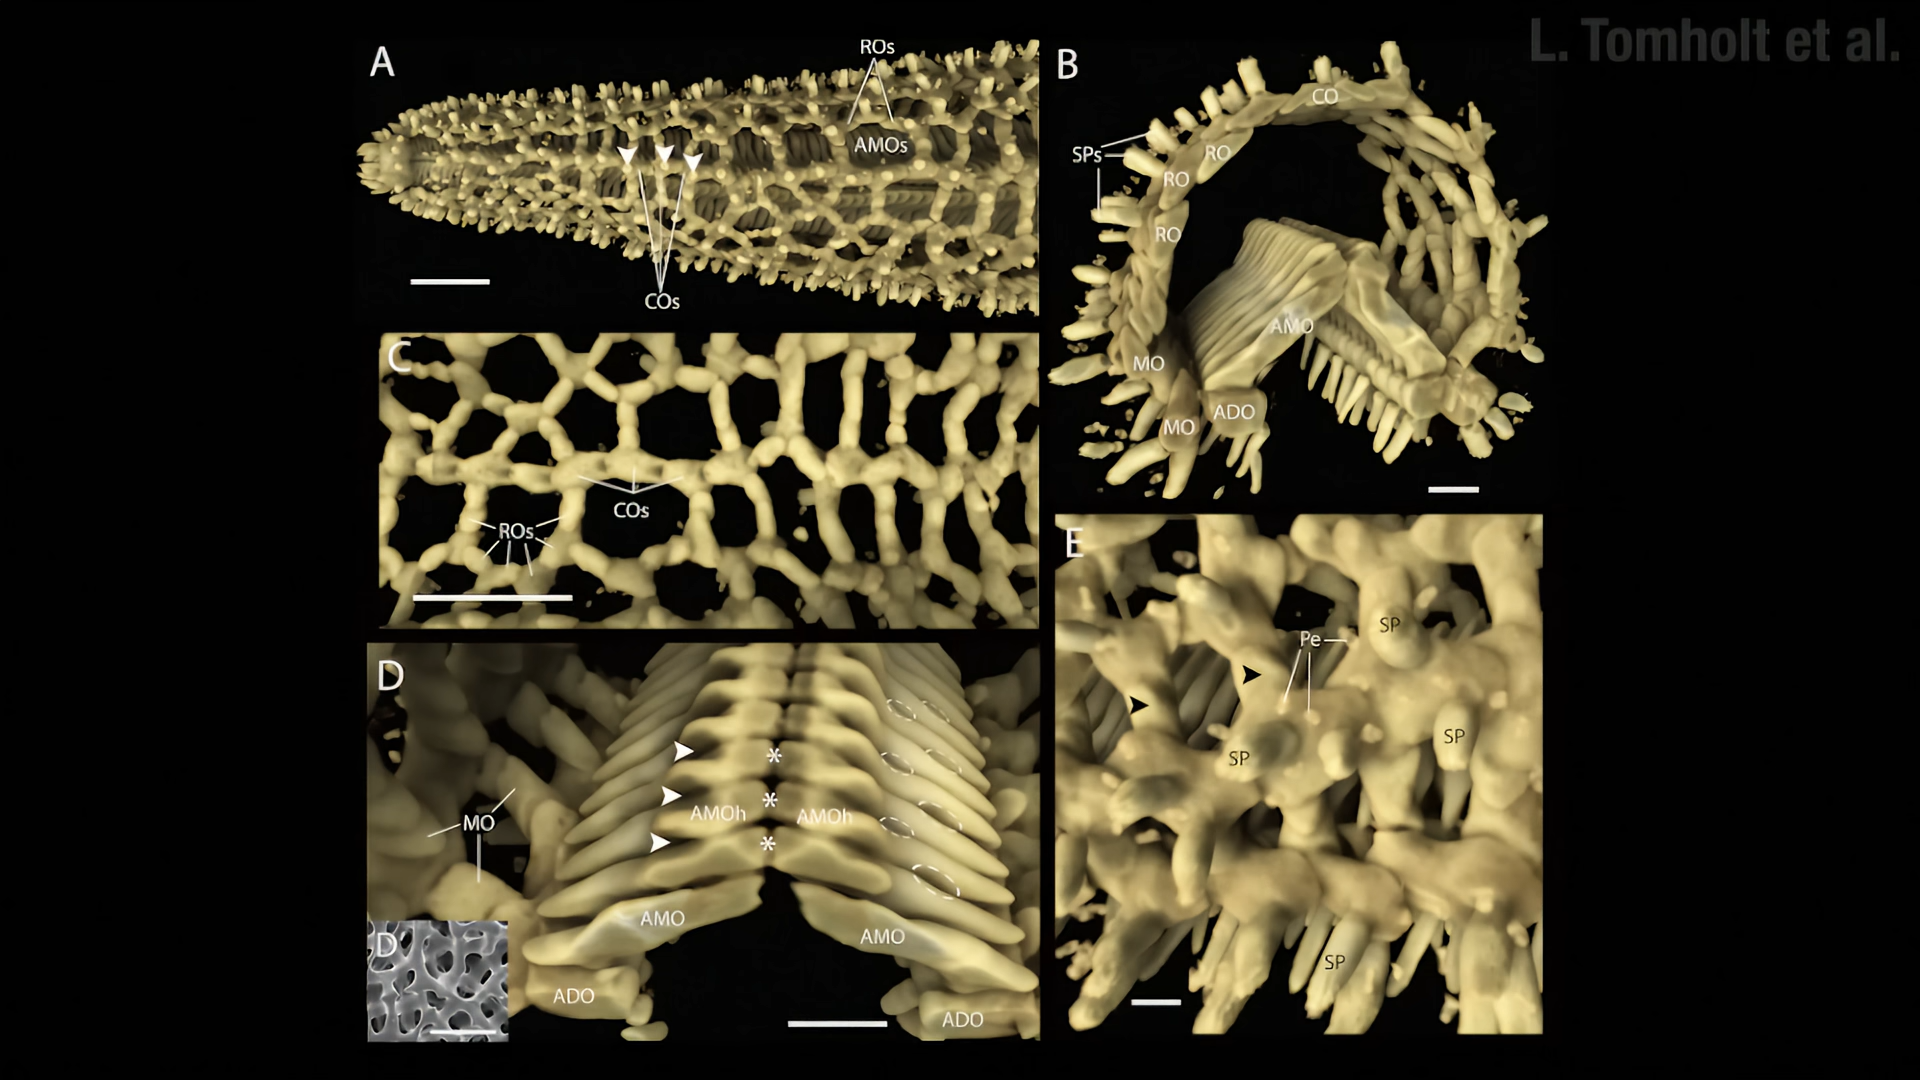 L. Tomholt et al.
A
ROs
AMOs
COs
B
CO
SPs
RO
RO
RO
AMO
MO
ADO
MO
C
COs
ROs
D
AMOh
AMOh
MO
AMO
AMO
ADO
ADO
D'
E
Pe
SP
SP
SP
SP